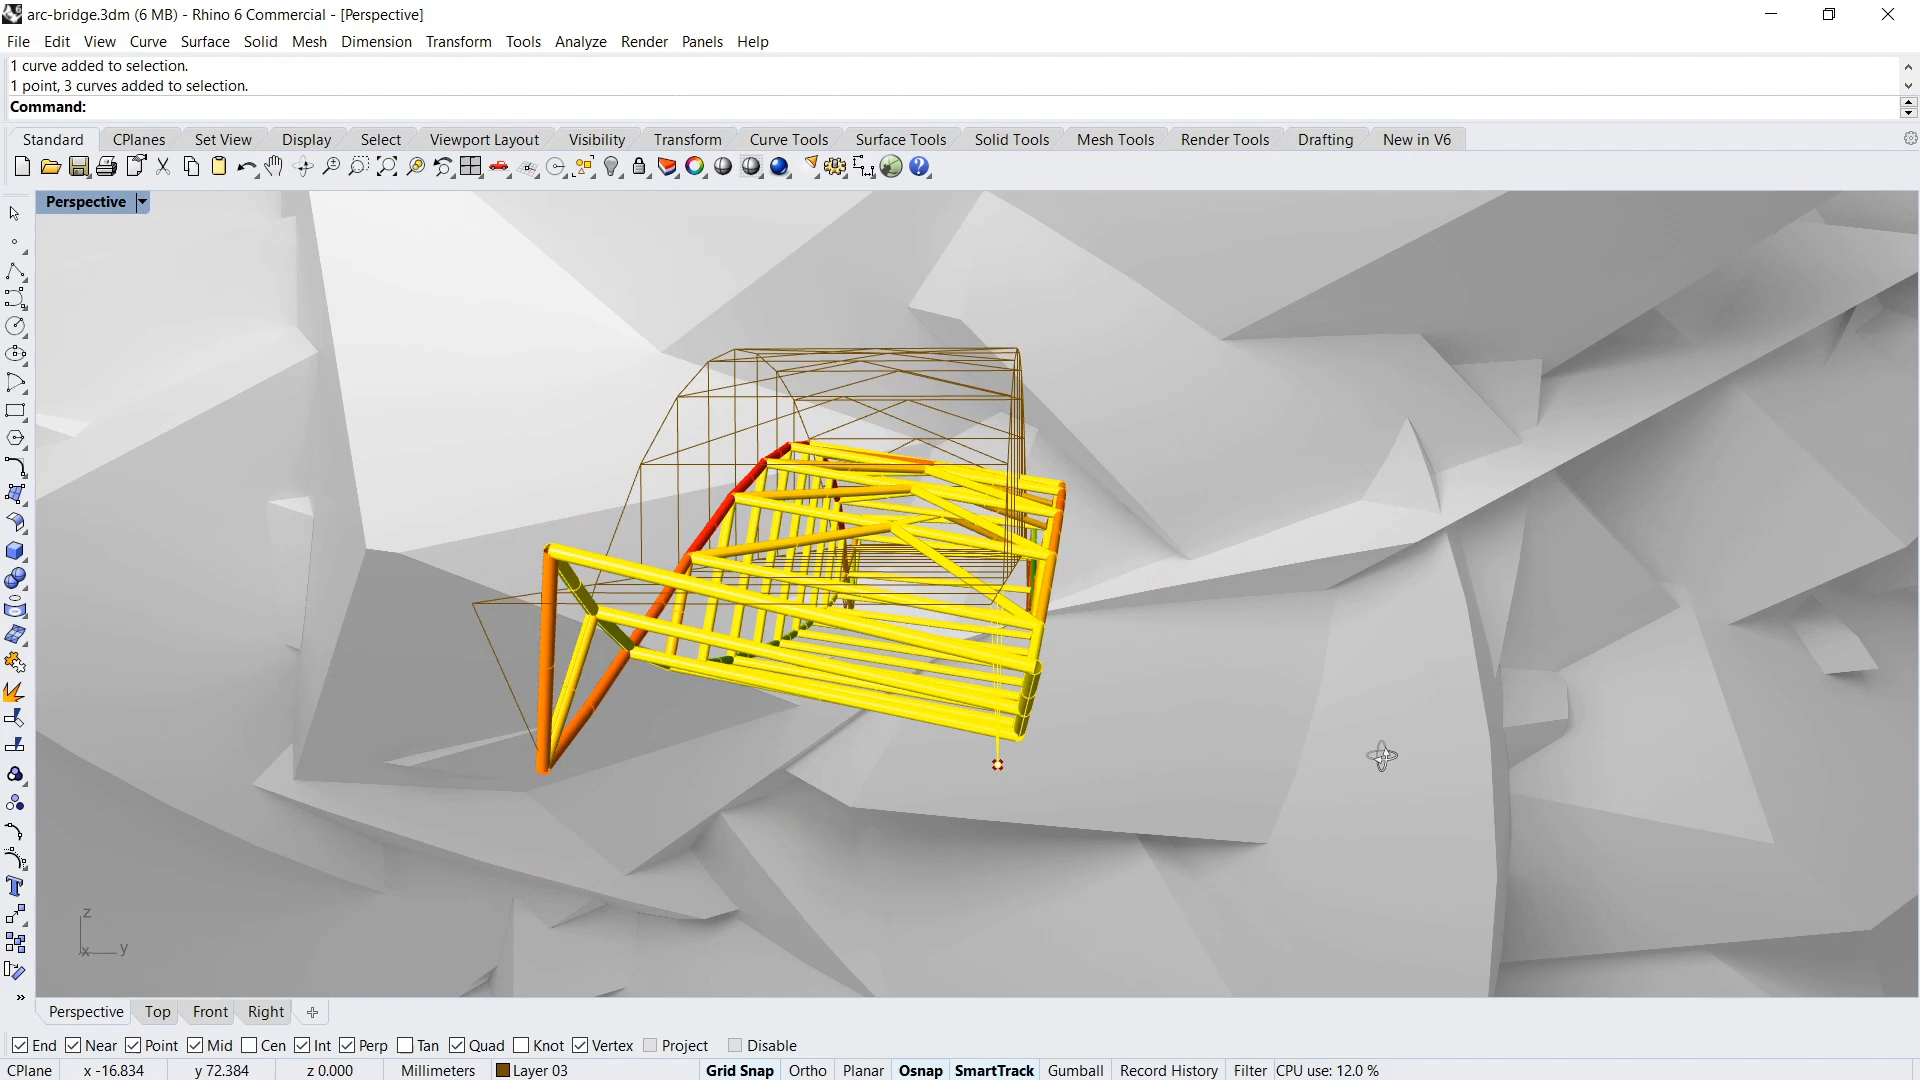 arc-bridge.3dm (6 MB) - Rhino 6 Commercial - [Perspective]
File Edit View Curve Surface Solid Mesh Dimension Transform Tools Analyze Render Panels Help
1 curve added to selection.
1 point, 3 curves added to selection.
Command:
Standard CPlanes Set View Display Select Viewport Layout Visibility Transform Curve Tools Surface Tools Solid Tools Mesh Tools Render Tools Drafting New in V6
Perspective
z
x y
Perspective Top Front Right
End Near Point Mid Cen Int Perp Tan Quad Knot Vertex Project Disable
CPlane x -16.834 y 72.384 z 0.000 Millimeters Layer 03 Grid Snap Ortho Planar Osnap SmartTrack Gumball Record History Filter CPU use: 12.0 %